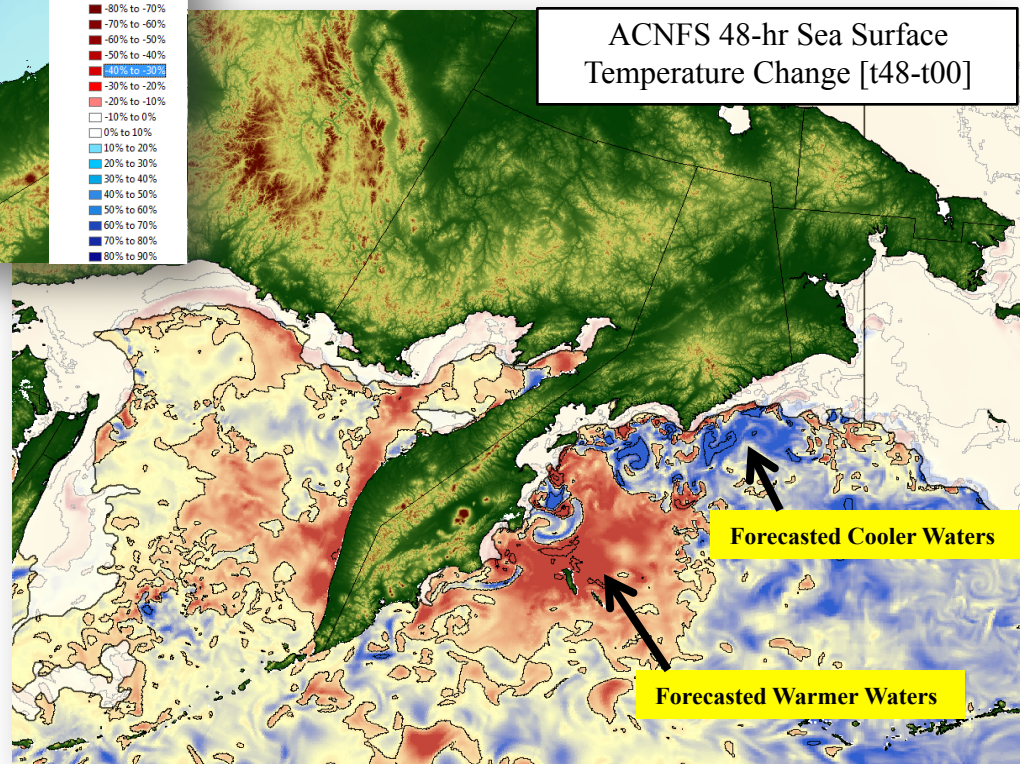 -80% to -70%
-70% to -60%
-60% to -50%
-50% to -40%
-40% to -30%
-30% to -20%
-20% to -10%
-10% to 0%
0% to 10%
10% to 20%
20% to 30%
30% to 40%
40% to 50%
50% to 60%
60% to 70%
70% to 80%
80% to 90%
ACNFS 48-hr Sea Surface
Temperature Change [t48-t00]
Forecasted Cooler Waters
Forecasted Warmer Waters